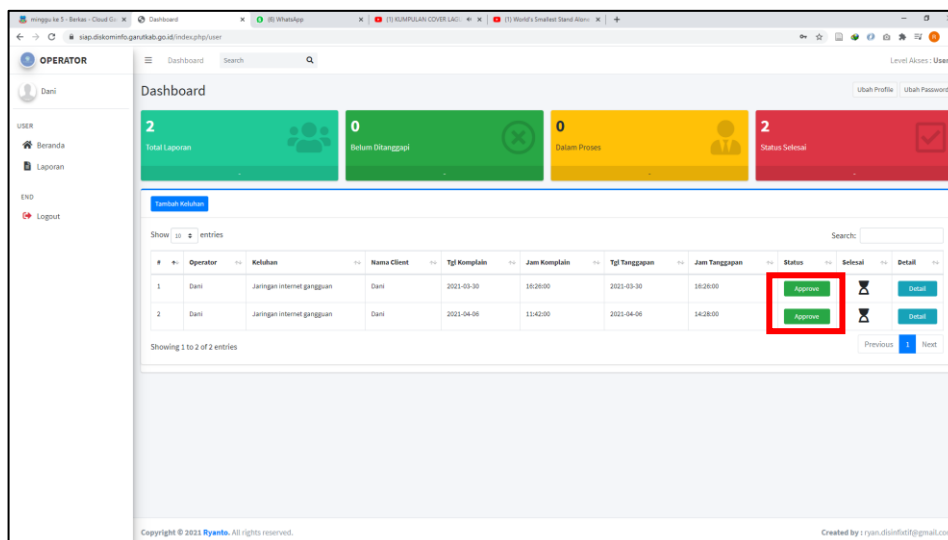 minggu ke 5 - Berkas - Cloud Ga
Dashboard
(8) WhatsApp
(1) KUMPULAN COVER LAG
(1) World's Smallest Stand Alone
siap.diskominfo.garutkab.go.id/index.php/user
OPERATOR
Dashboard
Search
Level Akses : User
Dani
Dashboard
Ubah Profile
Ubah Password
USER
Beranda
Laporan
END
Logout
2
Total Laporan
-
0
Belum Ditanggapi
-
0
Dalam Proses
-
2
Status Selesai
-
Tambah Keluhan
Show 10 entries
Search:
# Operator Keluhan Nama Client Tgl Komplain Jam Komplain Tgl Tanggapan Jam Tanggapan Status Selesai Detail
1 Dani Jaringan internet gangguan Dani 2021-03-30 16:26:00 2021-03-30 16:26:00 Approve Detail
2 Dani Jaringan internet gangguan Dani 2021-04-06 11:42:00 2021-04-06 14:28:00 Approve Detail
Showing 1 to 2 of 2 entries
Previous 1 Next
Copyright © 2021 Ryanto. All rights reserved.
Created by : ryan.disinfixtif@gmail.com